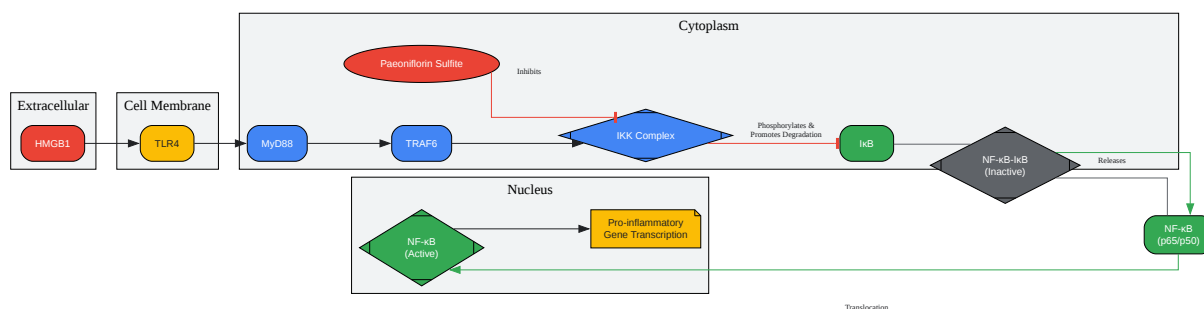 Cytoplasm
Paeoniflorin Sulfite
Inhibits
Extracellular
Cell Membrane
HMGB1
TLR4
MyD88
TRAF6
IKK Complex
Phosphorylates &
Promotes Degradation
IκB
NF-κB-IκB
(Inactive)
Releases
Nucleus
NF-κB
(Active)
Pro-inflammatory
Gene Transcription
NF-κB
(p65/p50)
Translocation